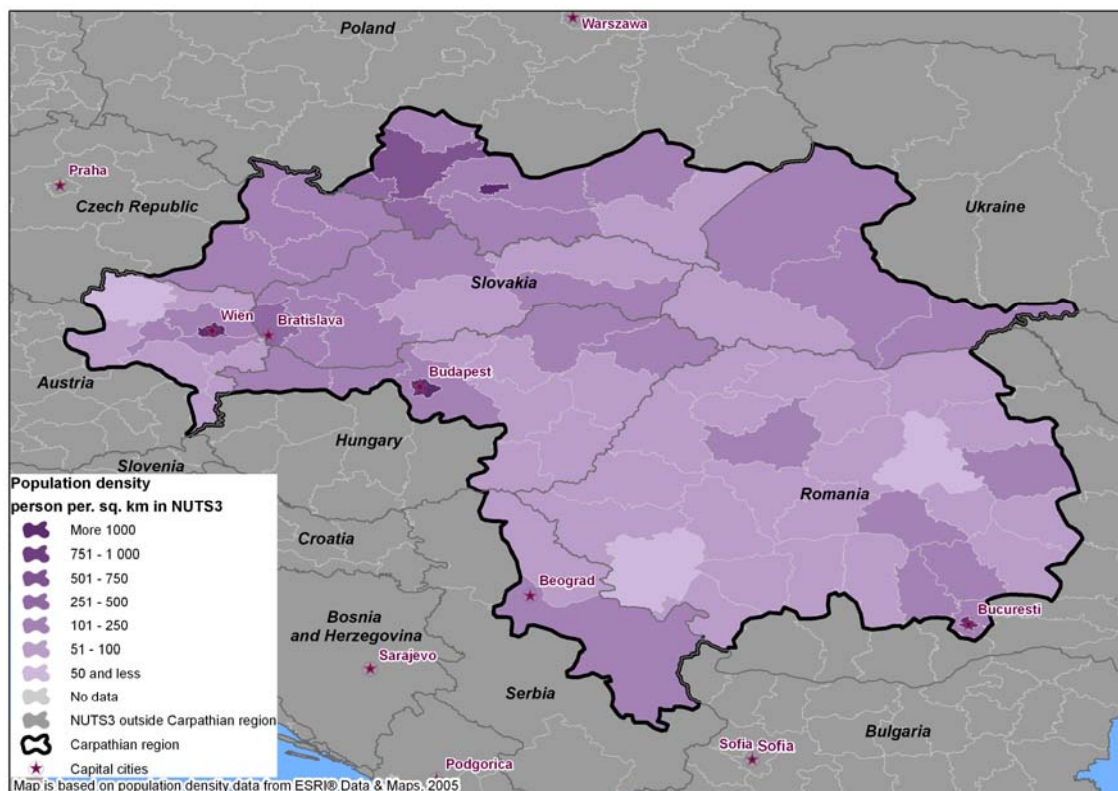 Poland
Warszawa
Praha
Czech Republic
Ukraine
Slovakia
Wien
Bratislava
Austria
Budapest
Hungary
Slovenia
Romania
Croatia
Beograd
Bucuresti
Bosnia
and Herzegovina
Sarajevo
Serbia
Bulgaria
Sofia Sofia
Podgorica
Population density
person per. sq. km in NUTS3
More 1000
751 - 1 000
501 - 750
251 - 500
101 - 250
51 - 100
50 and less
No data
NUTS3 outside Carpathian region
Carpathian region
Capital cities
Map is based on population density data from ESRI® Data & Maps, 2005